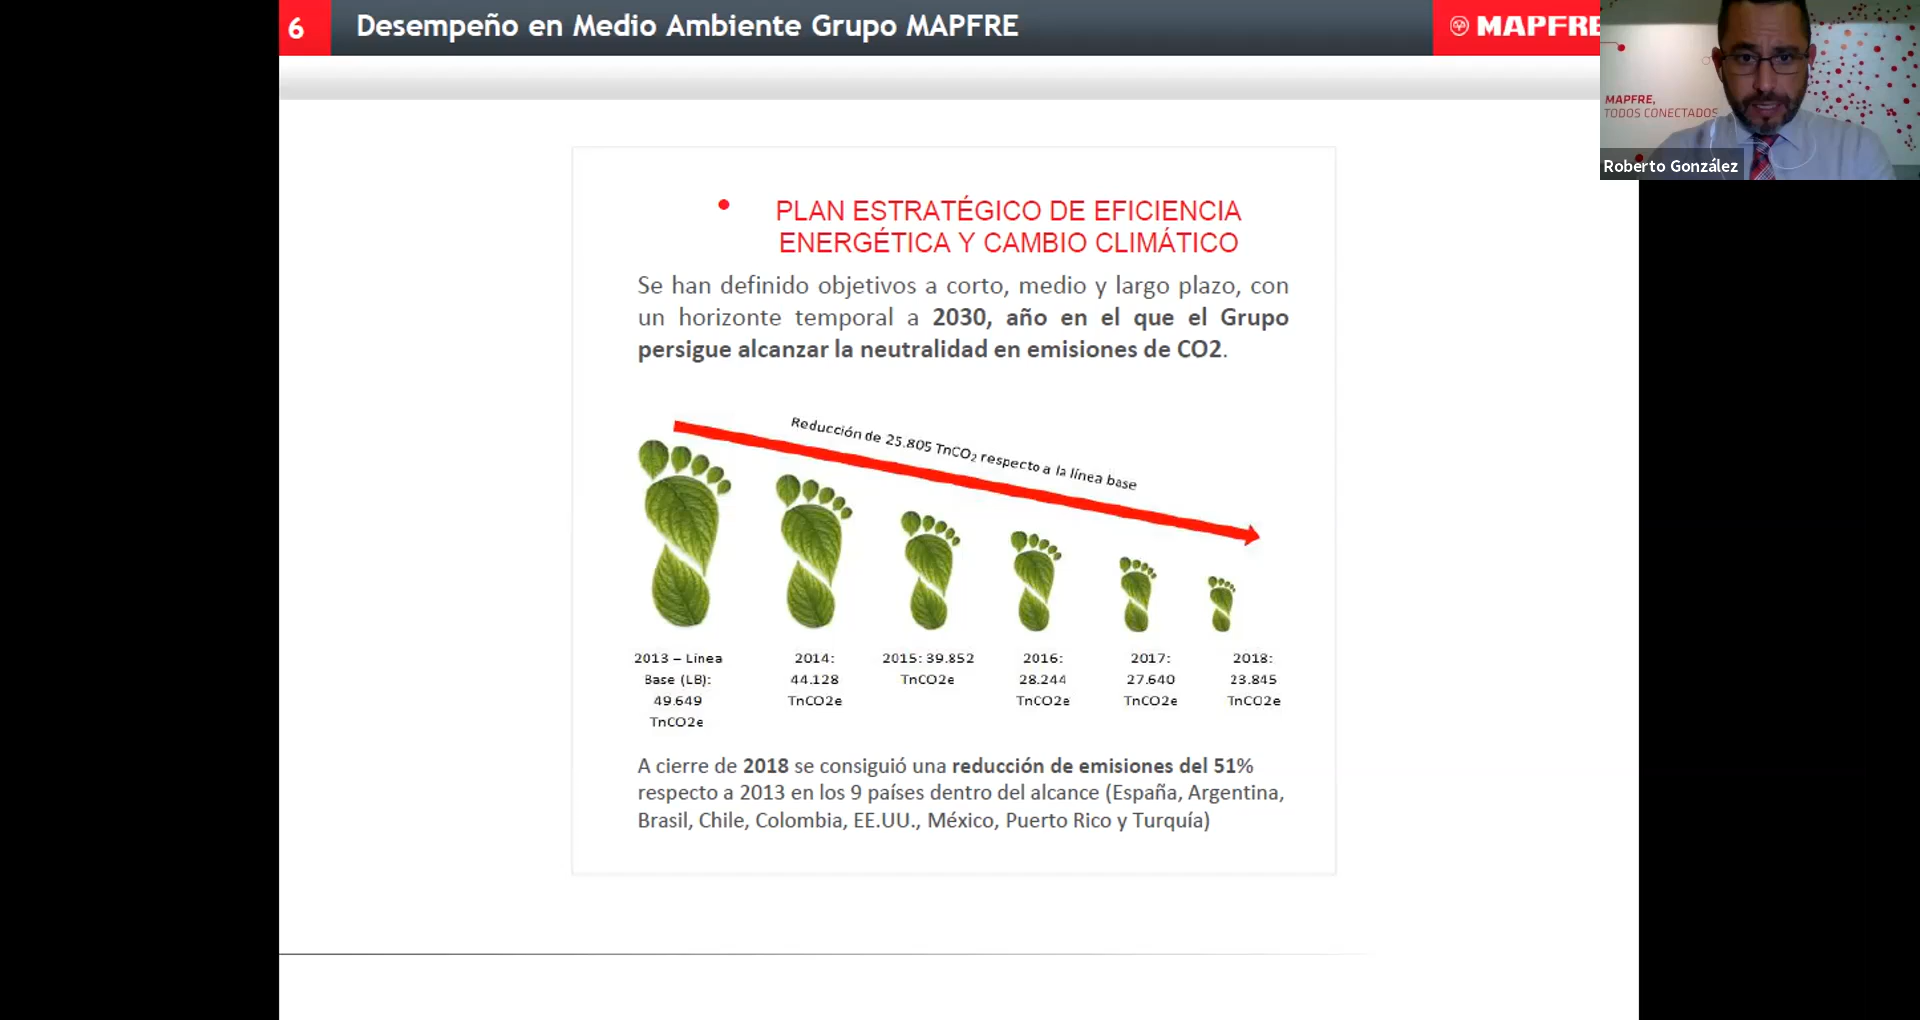 6
Desempeño en Medio Ambiente Grupo MAPFRE
MAPFRE
MAPFRE,
TODOS CONECTADOS
Roberto González
• PLAN ESTRATÉGICO DE EFICIENCIA
ENERGÉTICA Y CAMBIO CLIMÁTICO
Se han definido objetivos a corto, medio y largo plazo, con
un horizonte temporal a 2030, año en el que el Grupo
persigue alcanzar la neutralidad en emisiones de CO2.
Reducción de 25.805 TnCO₂ respecto a la línea base
2013 – Línea
Base (LB):
49.649
TnCO2e
2014:
44.128
TnCO2e
2015: 39.852
TnCO2e
2016:
28.244
TnCO2e
2017:
27.640
TnCO2e
2018:
23.845
TnCO2e
A cierre de 2018 se consiguió una reducción de emisiones del 51%
respecto a 2013 en los 9 países dentro del alcance (España, Argentina,
Brasil, Chile, Colombia, EE.UU., México, Puerto Rico y Turquía)